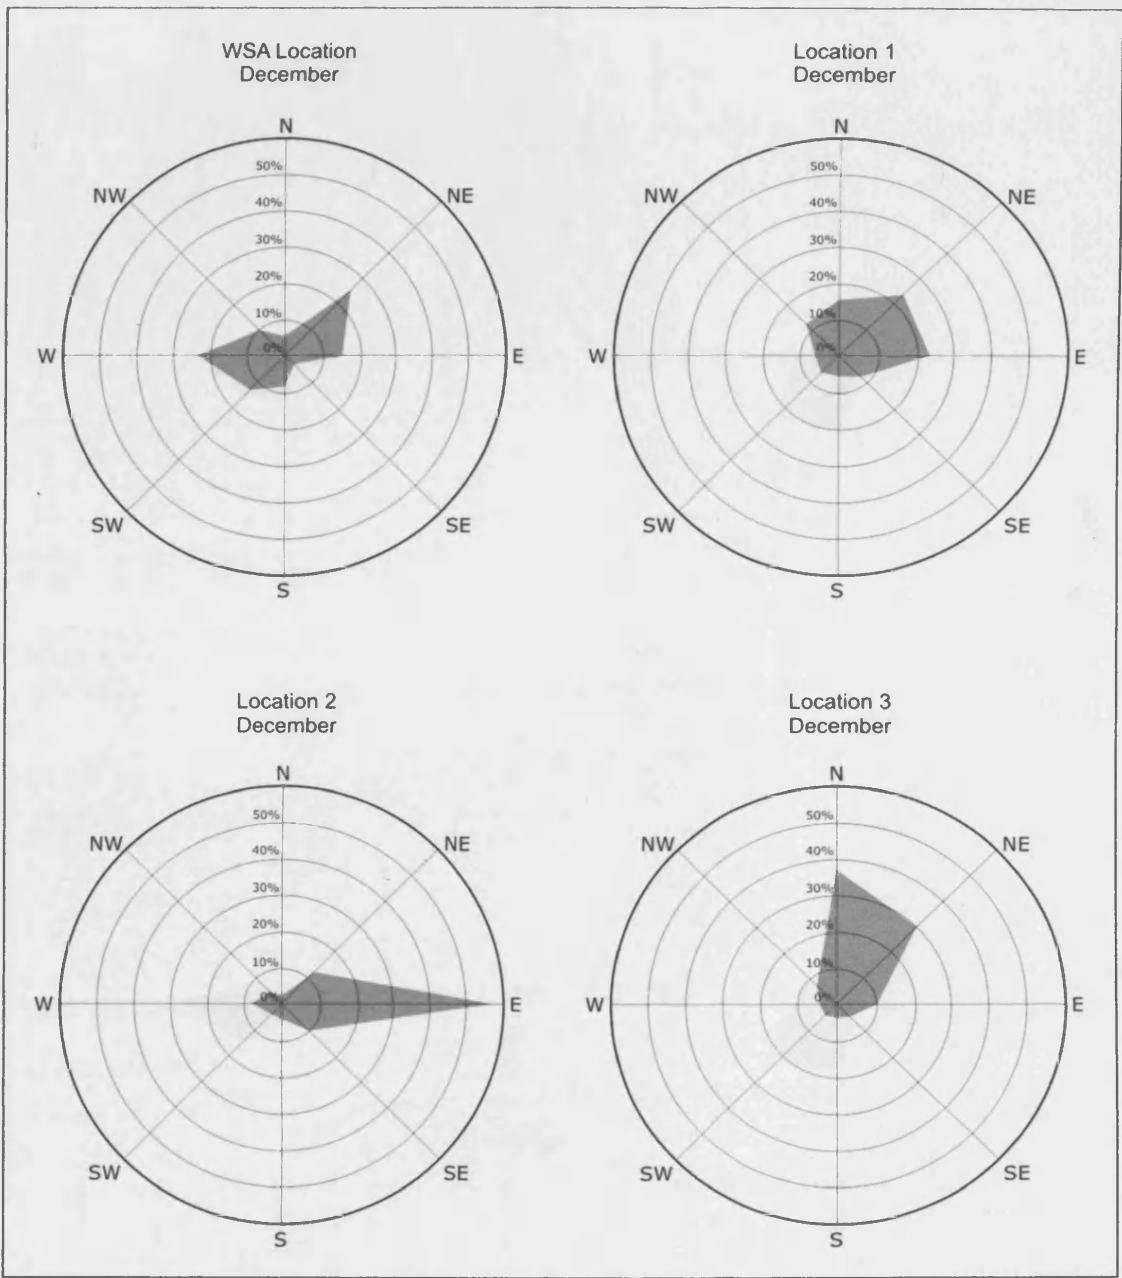 WSA Location
December
N
NE
E
SE
S
SW
W
NW
50%
40%
30%
20%
10%
0%
Location 1
December
N
NE
E
SE
S
SW
W
NW
50%
40%
30%
20%
10%
0%
Location 2
December
N
NE
E
SE
S
SW
W
NW
50%
40%
30%
20%
10%
0%
Location 3
December
N
NE
E
SE
S
SW
W
NW
50%
40%
30%
20%
10%
0%